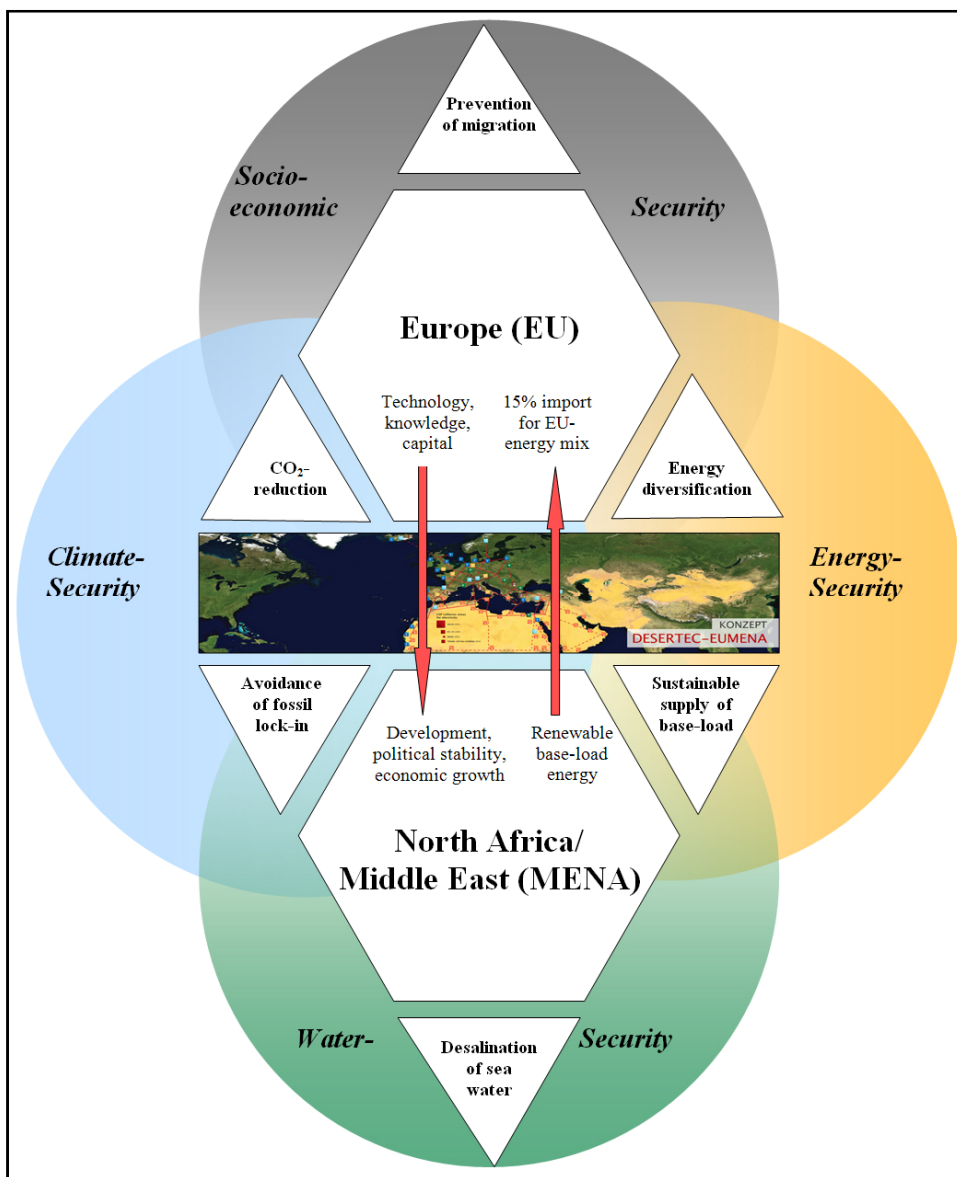 Prevention
of migration
Socio-
economic
Security
Europe (EU)
Technology,
knowledge,
capital
15% import
for EU-
energy mix
CO₂-
reduction
Energy
diversification
Climate-
Security
Energy-
Security
KONZEPT
DESERTEC-EUMENA
Avoidance
of fossil
lock-in
Sustainable
supply of
base-load
Development,
political stability,
economic growth
Renewable
base-load
energy
North Africa/
Middle East (MENA)
Water-
Security
Desalination
of sea
water